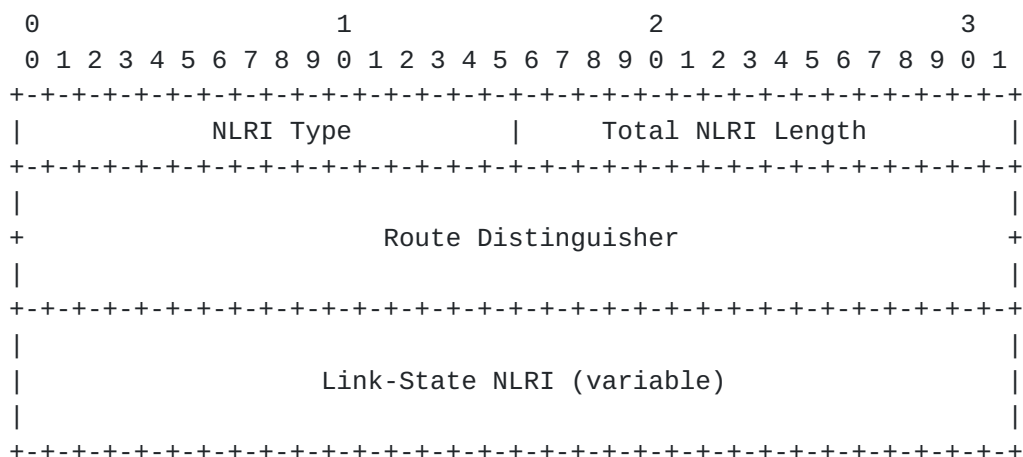 0                   1                   2                   3
 0 1 2 3 4 5 6 7 8 9 0 1 2 3 4 5 6 7 8 9 0 1 2 3 4 5 6 7 8 9 0 1
+-+-+-+-+-+-+-+-+-+-+-+-+-+-+-+-+-+-+-+-+-+-+-+-+-+-+-+-+-+-+-+-+
|            NLRI Type          |     Total NLRI Length         |
+-+-+-+-+-+-+-+-+-+-+-+-+-+-+-+-+-+-+-+-+-+-+-+-+-+-+-+-+-+-+-+-+
|                                                               |
+                       Route Distinguisher                     +
|                                                               |
+-+-+-+-+-+-+-+-+-+-+-+-+-+-+-+-+-+-+-+-+-+-+-+-+-+-+-+-+-+-+-+-+
|                                                               |
|                   Link-State NLRI (variable)                  |
|                                                               |
+-+-+-+-+-+-+-+-+-+-+-+-+-+-+-+-+-+-+-+-+-+-+-+-+-+-+-+-+-+-+-+-+